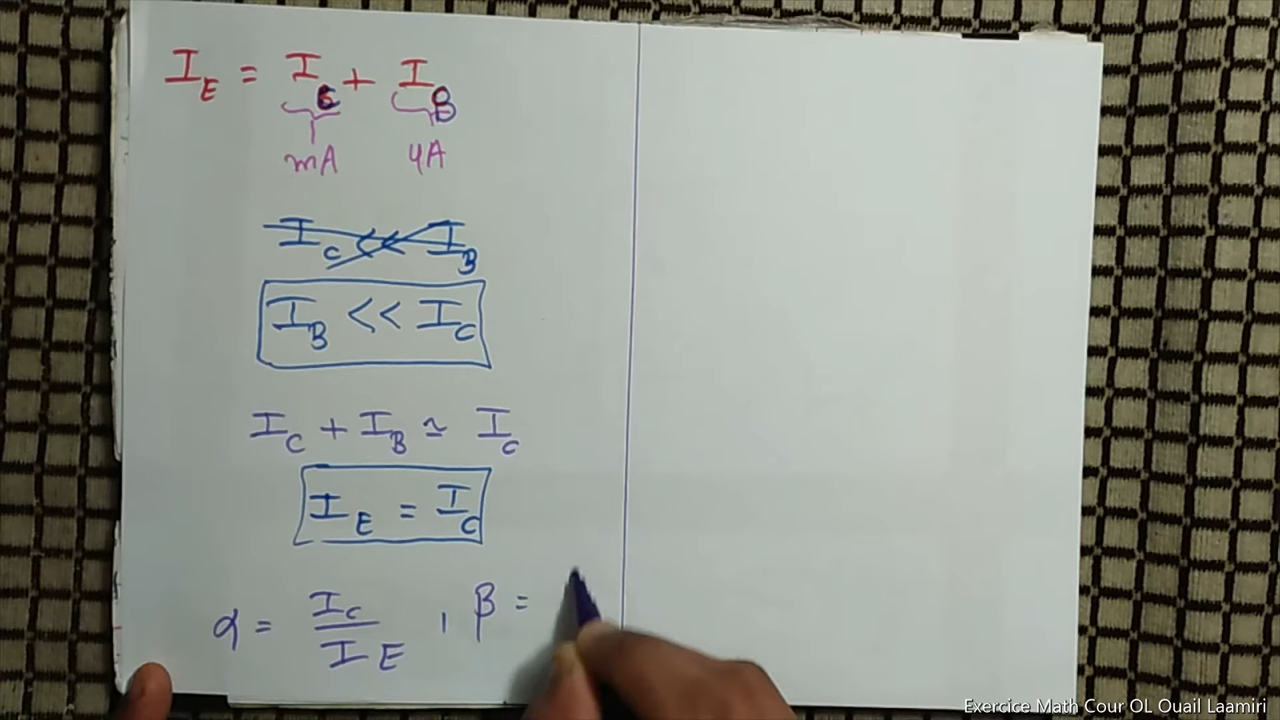 I_E = I_C + I_B
mA μA
I_C << I_B
I_B << I_C
I_C + I_B ≃ I_C
I_E = I_C
α = I_C / I_E , β =
Exercice Math Cour OL Ouail Laamiri